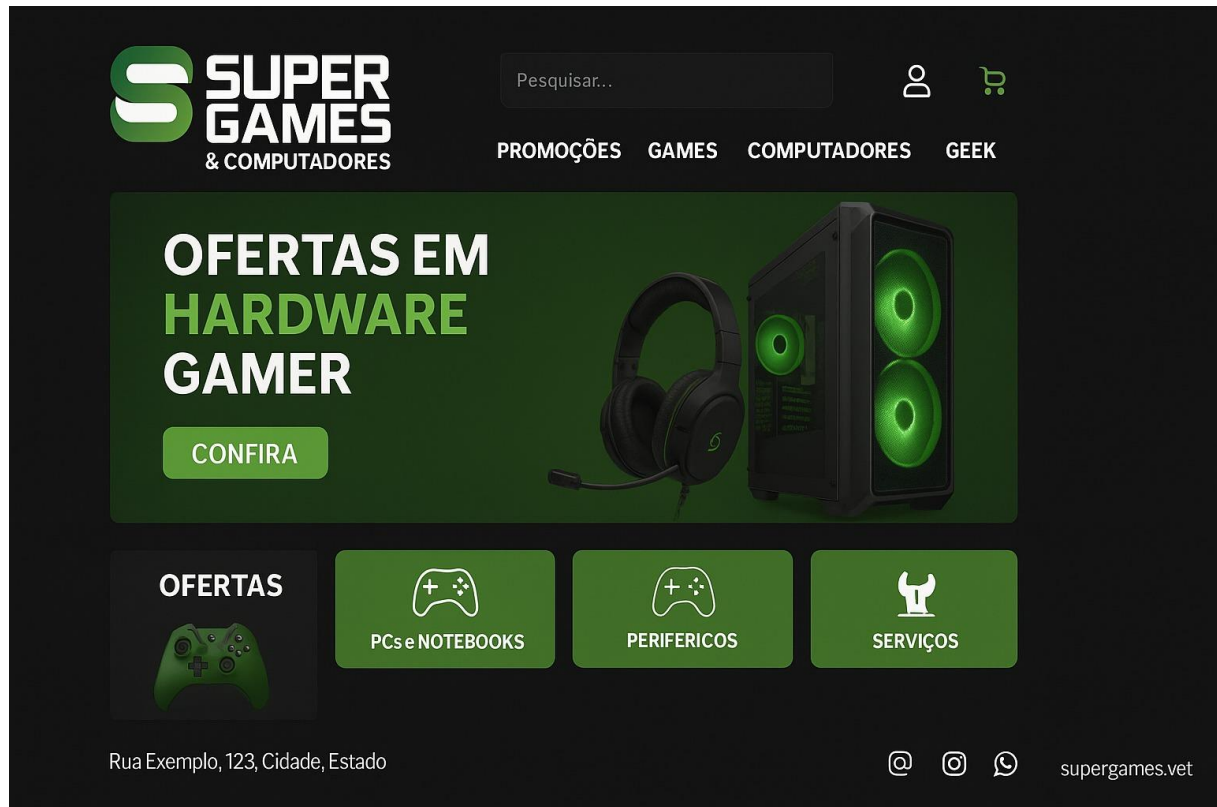 SUPER
GAMES
& COMPUTADORES
Pesquisar...
PROMOÇÕES GAMES COMPUTADORES GEEK
OFERTAS EM
HARDWARE
GAMER
CONFIRA
OFERTAS
PCs e NOTEBOOKS
PERIFERICOS
SERVIÇOS
Rua Exemplo, 123, Cidade, Estado
supergames.vet